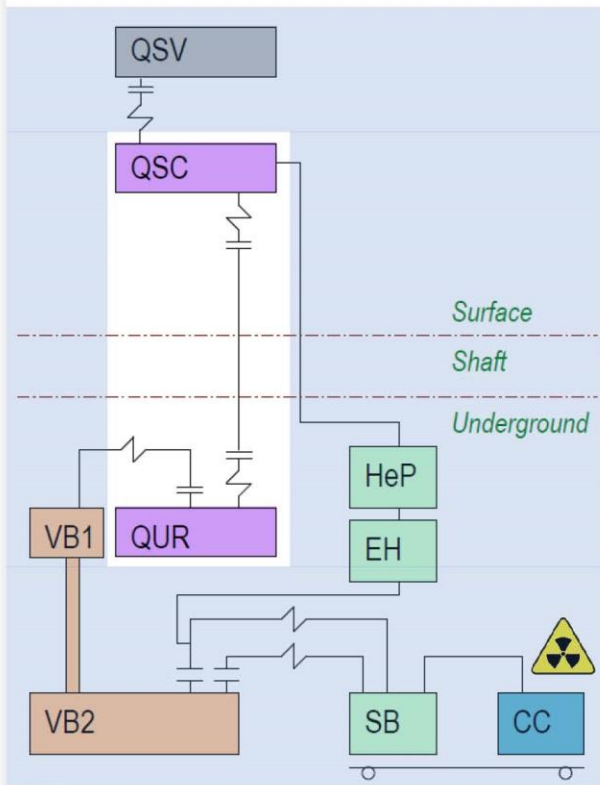 QSV
QSC
Surface
Shaft
Underground
HeP
VB1
QUR
EH
VB2
SB
CC